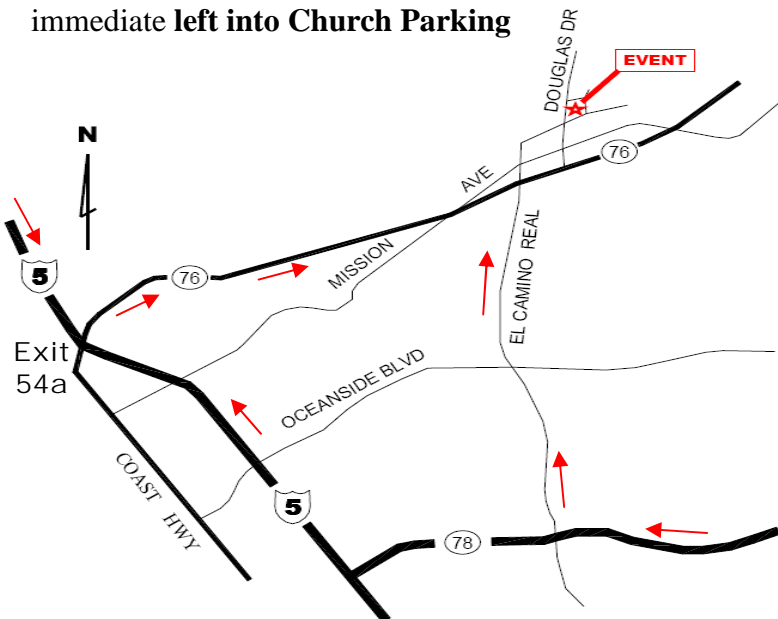 immediate left into Church Parking
DOUGLAS DR
EVENT
N
76
AVE
5
76
MISSION
EL CAMINO REAL
Exit
54a
OCEANSIDE BLVD
COAST HWY
5
78